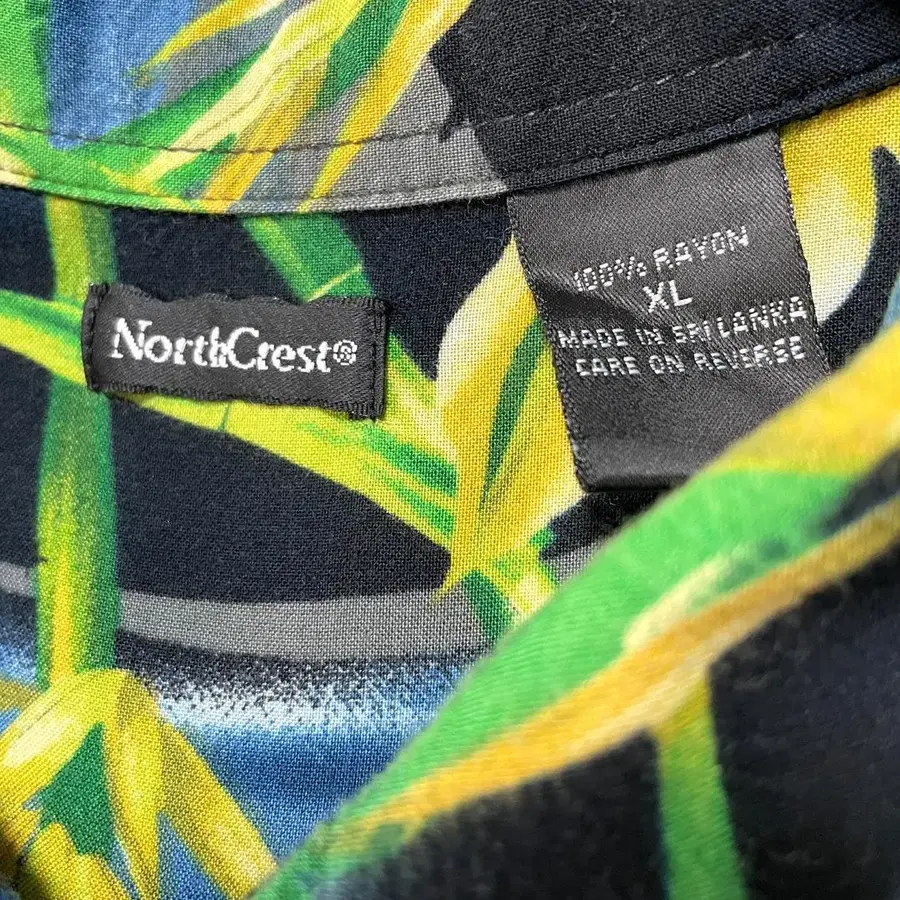 NorthCrest®
100% RAYON
XL
MADE IN SRI LANKA
CARE ON REVERSE